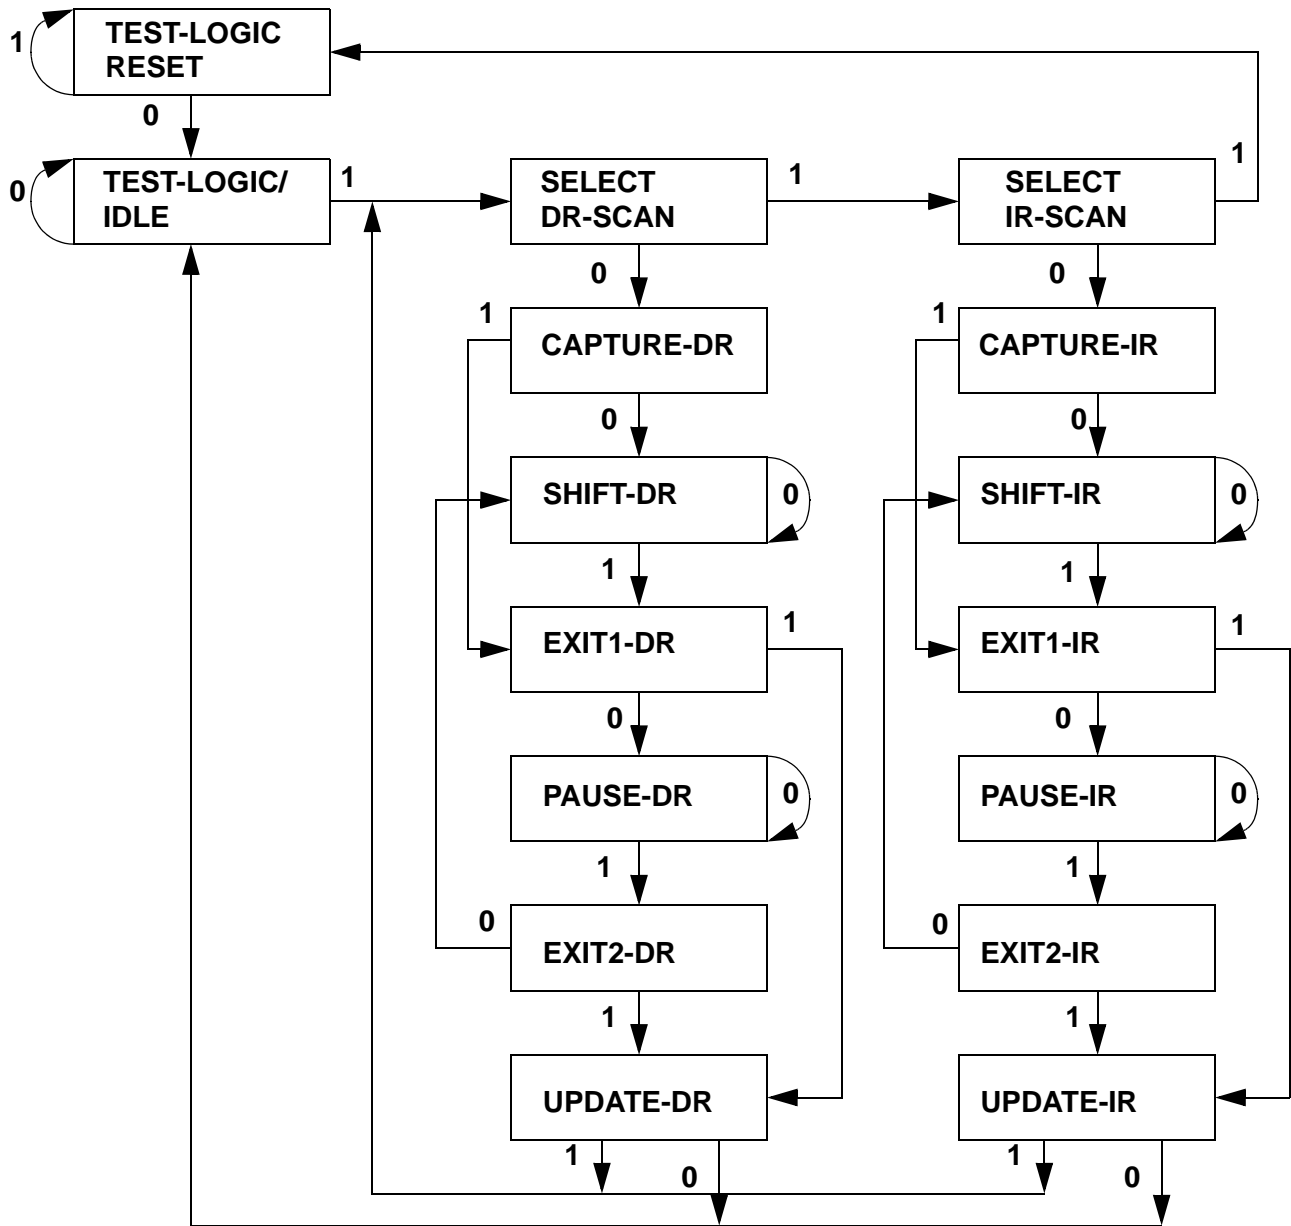 1
TEST-LOGIC
RESET
0
0
TEST-LOGIC/
IDLE
1
SELECT
DR-SCAN
1
SELECT
IR-SCAN
1
0
0
1
CAPTURE-DR
1
CAPTURE-IR
0
0
SHIFT-DR
0
SHIFT-IR
0
1
1
EXIT1-DR
1
EXIT1-IR
1
0
0
PAUSE-DR
0
PAUSE-IR
0
1
1
0
EXIT2-DR
0
EXIT2-IR
1
1
UPDATE-DR
UPDATE-IR
1
0
1
0